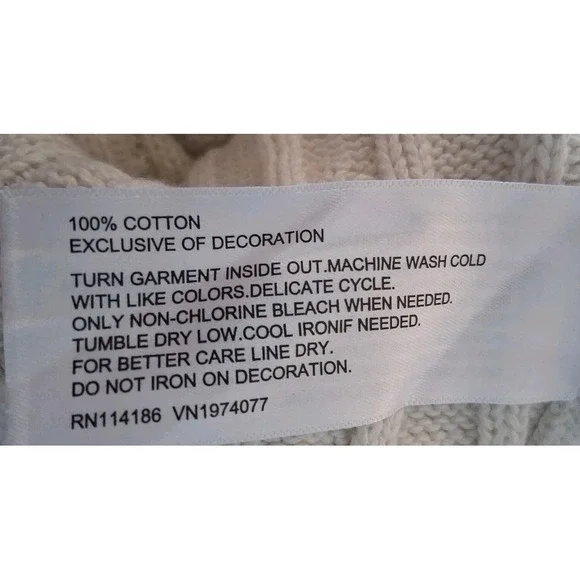 100% COTTON
EXCLUSIVE OF DECORATION
TURN GARMENT INSIDE OUT.MACHINE WASH COLD
WITH LIKE COLORS.DELICATE CYCLE.
ONLY NON-CHLORINE BLEACH WHEN NEEDED.
TUMBLE DRY LOW.COOL IRONIF NEEDED.
FOR BETTER CARE LINE DRY.
DO NOT IRON ON DECORATION.
RN114186 VN1974077